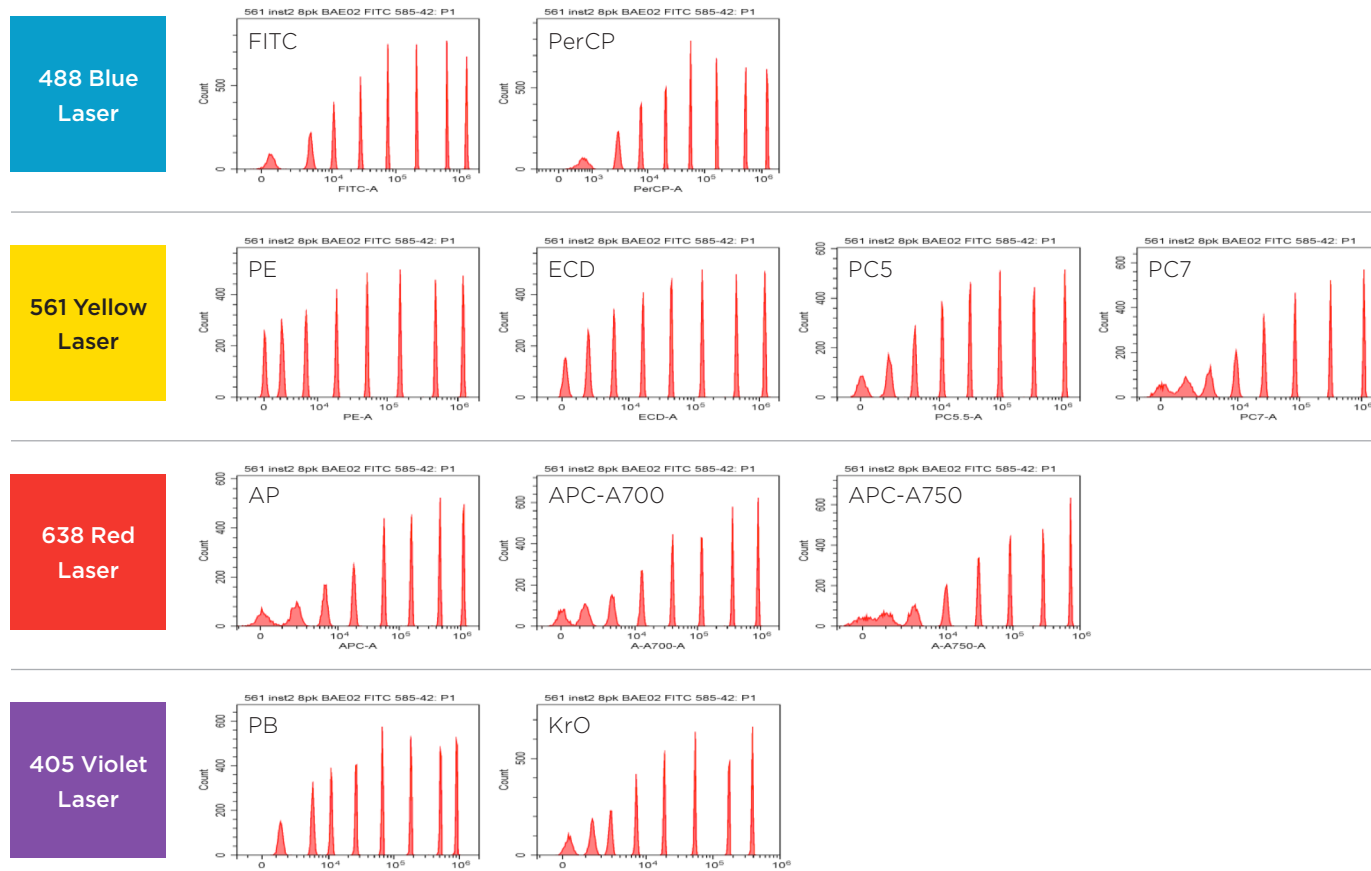 488 Blue
Laser
561 inst2 8pk BAE02 FITC 585-42: P1
FITC
Count
500
0
0 10⁴ 10⁵ 10⁶
FITC-A
561 inst2 8pk BAE02 FITC 585-42: P1
PerCP
Count
500
0
0 10³ 10⁴ 10⁵ 10⁶
PerCP-A
561 Yellow
Laser
561 inst2 8pk BAE02 FITC 585-42: P1
PE
Count
400
200
0
0 10⁴ 10⁵ 10⁶
PE-A
561 inst2 8pk BAE02 FITC 585-42: P1
ECD
Count
400
200
0
0 10⁴ 10⁵ 10⁶
ECD-A
561 inst2 8pk BAE02 FITC 585-42: P1
PC5
Count
600
400
200
0
0 10⁴ 10⁵ 10⁶
PC5.5-A
561 inst2 8pk BAE02 FITC 585-42: P1
PC7
Count
600
400
200
0
0 10⁴ 10⁵ 10⁶
PC7-A
638 Red
Laser
561 inst2 8pk BAE02 FITC 585-42: P1
AP
Count
600
400
200
0
0 10⁴ 10⁵ 10⁶
APC-A
561 inst2 8pk BAE02 FITC 585-42: P1
APC-A700
Count
600
400
200
0
0 10⁴ 10⁵ 10⁶
A-A700-A
561 inst2 8pk BAE02 FITC 585-42: P1
APC-A750
Count
600
400
200
0
0 10⁴ 10⁵ 10⁶
A-A750-A
405 Violet
Laser
561 inst2 8pk BAE02 FITC 585-42: P1
PB
Count
600
400
200
0
0 10⁴ 10⁵ 10⁶
561 inst2 8pk BAE02 FITC 585-42: P1
KrO
Count
500
0
0 10⁴ 10⁵ 10⁶